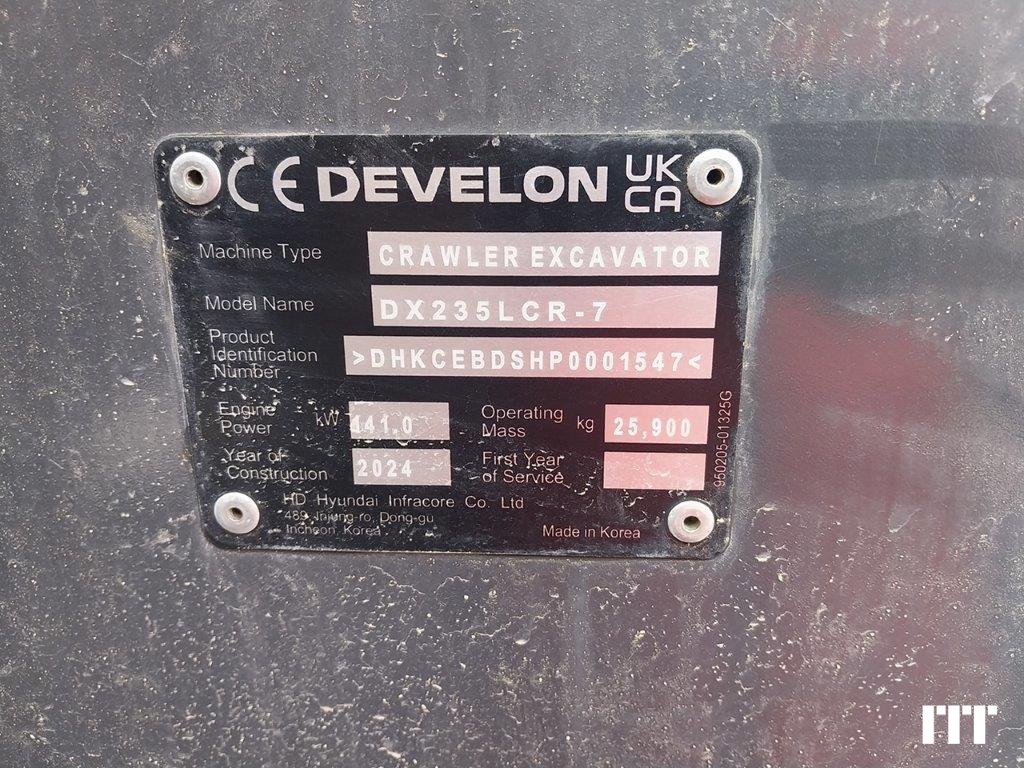 CE DEVELON UK CA
Machine Type CRAWLER EXCAVATOR
Model Name DX235LCR-7
Product
Identification
Number >DHKCEBDSHP0001547<
Engine
Power kW 141.0 Operating
Mass kg 25,900
Year of
Construction 2024 First Year
of Service
HD Hyundai Infracore Co. Ltd
489, Injung-ro, Dong-gu
Incheon, Korea
Made in Korea
950205-01325G